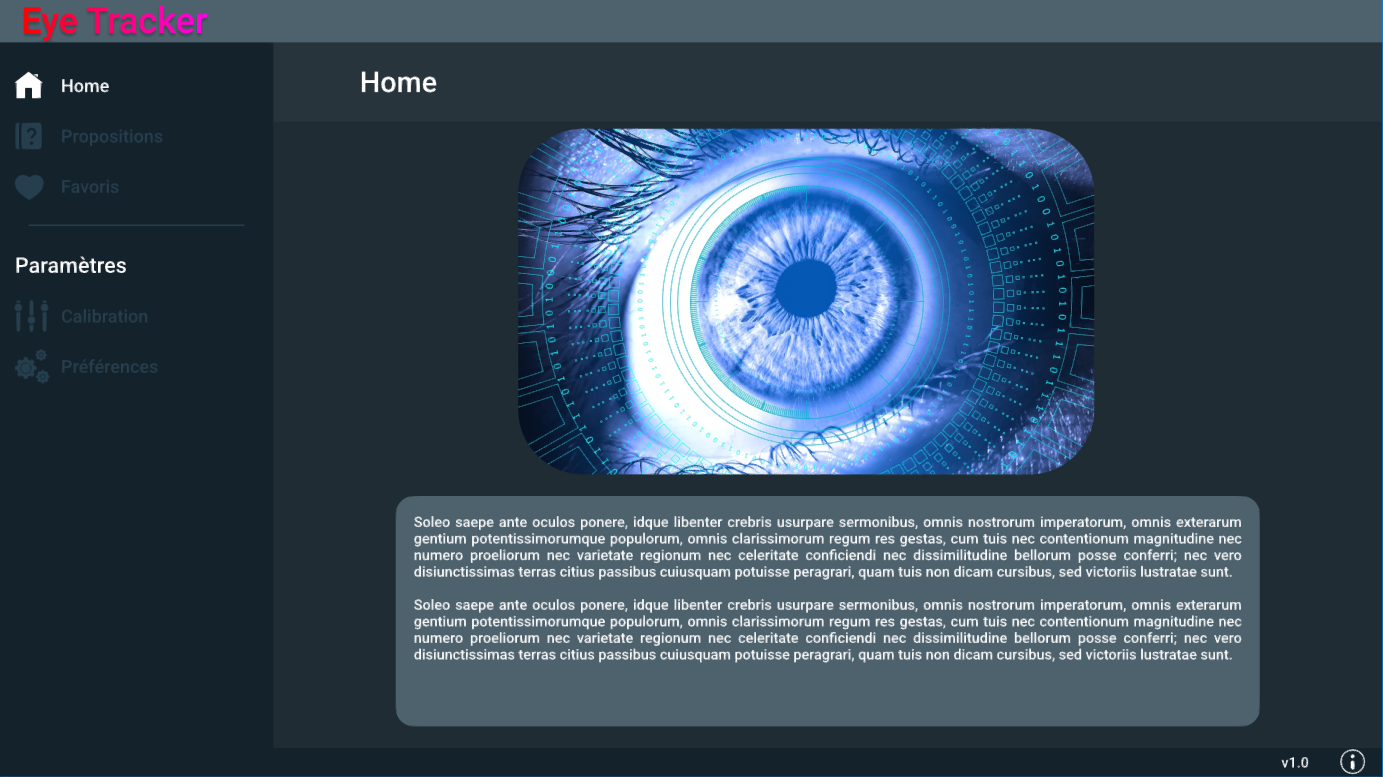 Eye Tracker
Home
Propositions
Favoris
Paramètres
Calibration
Préférences
Home
Soleo saepe ante oculos ponere, idque libenter crebris usurpare sermonibus, omnis nostrorum imperatorum, omnis exterarum
gentium potentissimorumque populorum, omnis clarissimorum regum res gestas, cum tuis nec contentionum magnitudine nec
numero proeliorum nec varietate regionum nec celeritate conficiendi nec dissimilitudine bellorum posse conferri; nec vero
disiunctissimas terras citius passibus cuiusquam potuisse peragrari, quam tuis non dicam cursibus, sed victoriis lustratae sunt.
Soleo saepe ante oculos ponere, idque libenter crebris usurpare sermonibus, omnis nostrorum imperatorum, omnis exterarum
gentium potentissimorumque populorum, omnis clarissimorum regum res gestas, cum tuis nec contentionum magnitudine nec
numero proeliorum nec varietate regionum nec celeritate conficiendi nec dissimilitudine bellorum posse conferri; nec vero
disiunctissimas terras citius passibus cuiusquam potuisse peragrari, quam tuis non dicam cursibus, sed victoriis lustratae sunt.
v1.0